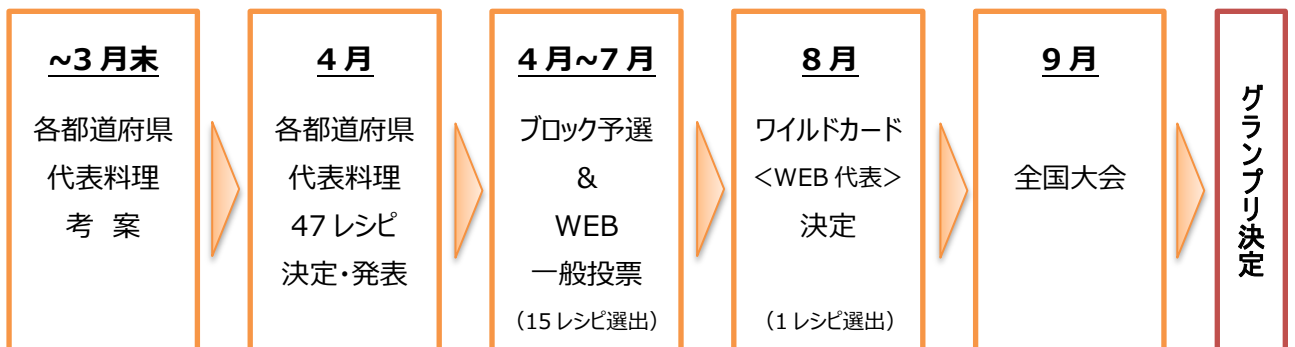 ~3月末
各都道府県
代表料理
考 案
4月
各都道府県
代表料理
47レシピ
決定・発表
4月~7月
ブロック予選
&
WEB
一般投票
（15レシピ選出）
8月
ワイルドカード
<WEB代表>
決定
（1レシピ選出）
9月
全国大会
グランプリ決定